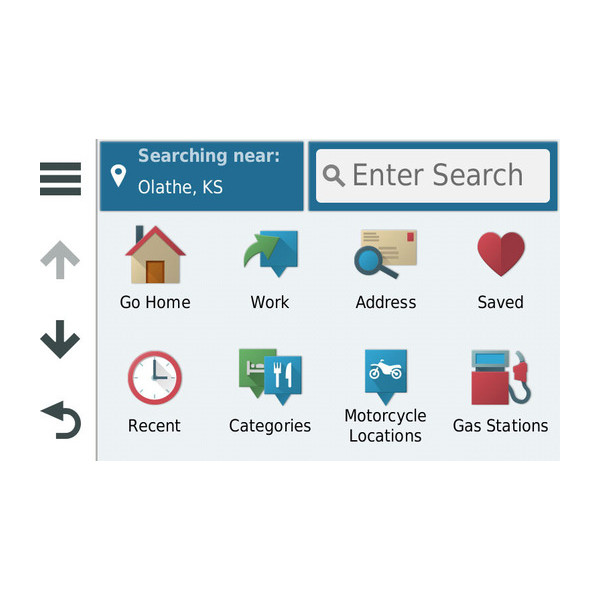 Searching near:
Olathe, KS
Enter Search
Go Home
Work
Address
Saved
Recent
Categories
Motorcycle
Locations
Gas Stations